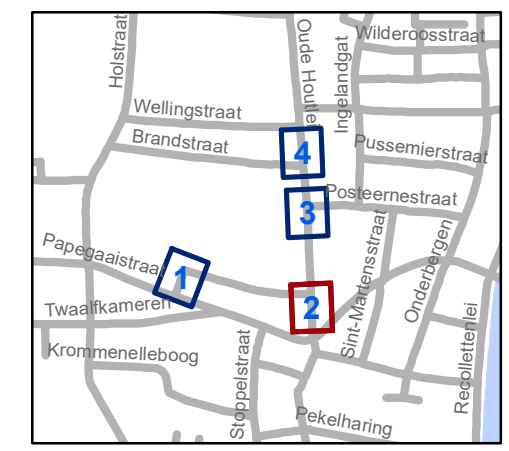 Holstraat
Oude Houtlei
Ingelandgat
Wilderoosstraat
Wellingstraat
Brandstraat
4
Pussemierstraat
Posteernestraat
3
Papegaaistraat
1
2
Sint-Martensstraat
Onderbergen
Twaalfkameren
Krommenelleboog
Stoppelstraat
Recollettenlei
Pekelharing